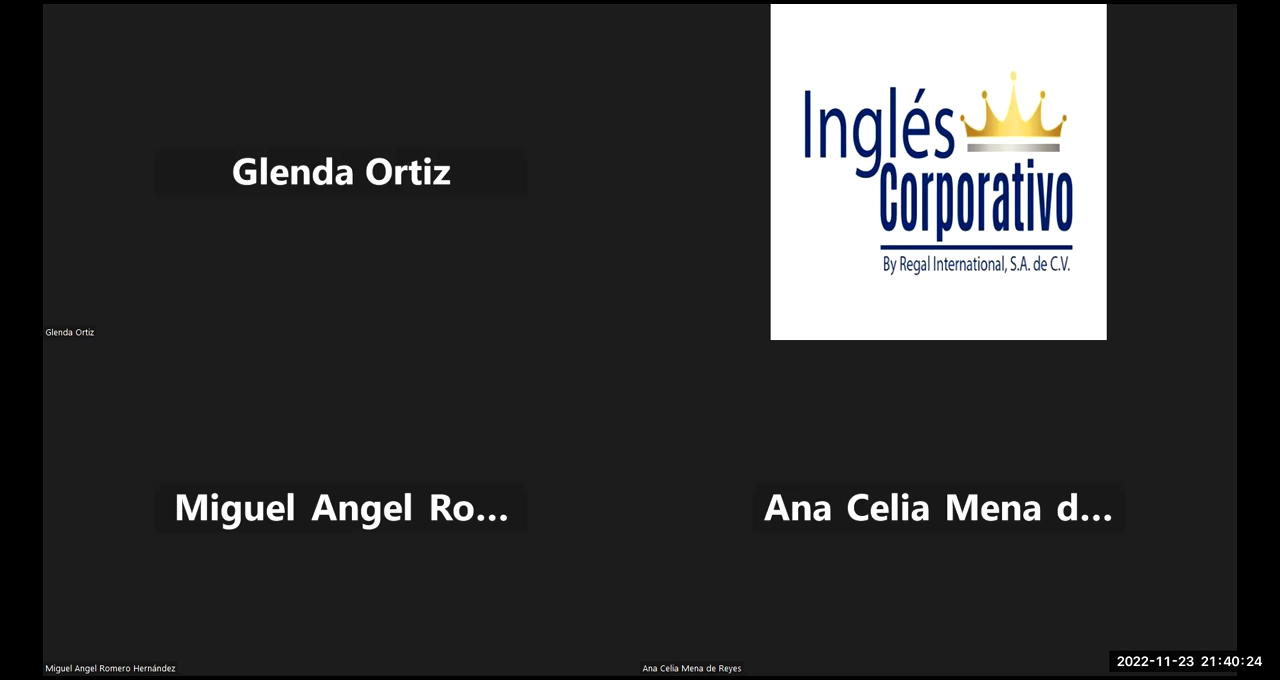 Glenda Ortiz
Inglés
Corporativo
By Regal International, S.A. de C.V.
Glenda Ortiz
Miguel Angel Ro...
Ana Celia Mena d...
Miguel Angel Romero Hernández
Ana Celia Mena de Reyes
2022-11-23 21:40:24